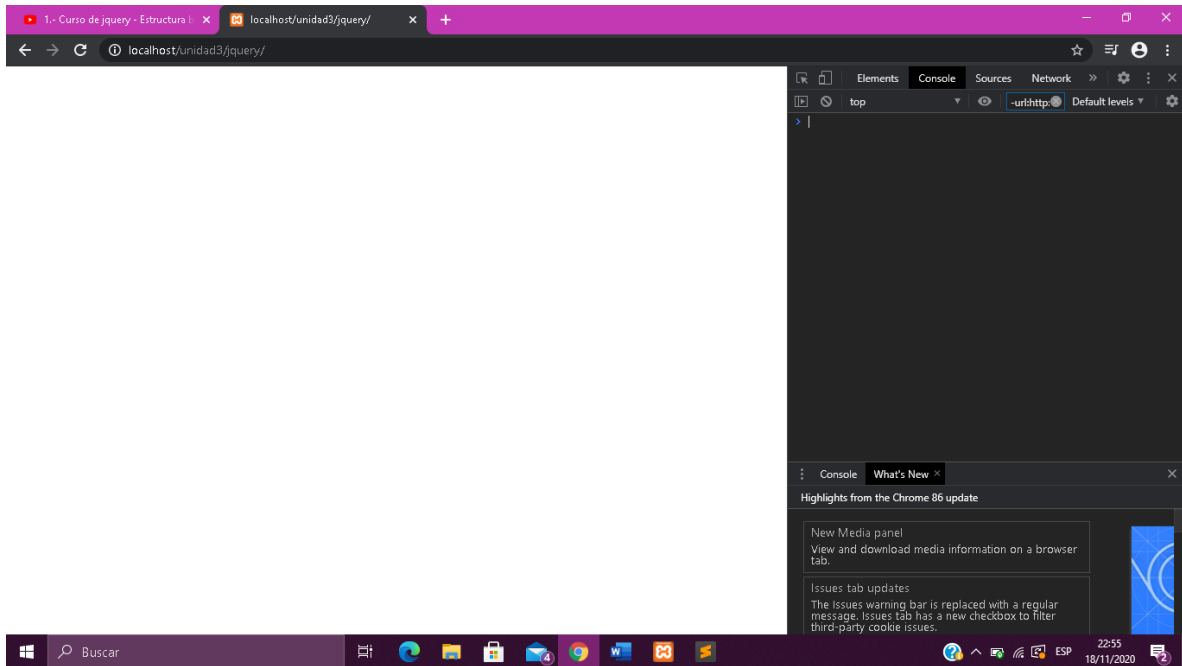 1.- Curso de jquery - Estructura b
localhost/unidad3/jquery/
localhost/unidad3/jquery/
Elements Console Sources Network
top -url:http: Default levels
Console What's New
Highlights from the Chrome 86 update
New Media panel
View and download media information on a browser
tab.
Issues tab updates
The Issues warning bar is replaced with a regular
message. Issues tab has a new checkbox to filter
third-party cookie issues.
Buscar
4
W
ESP
22:55
18/11/2020
2